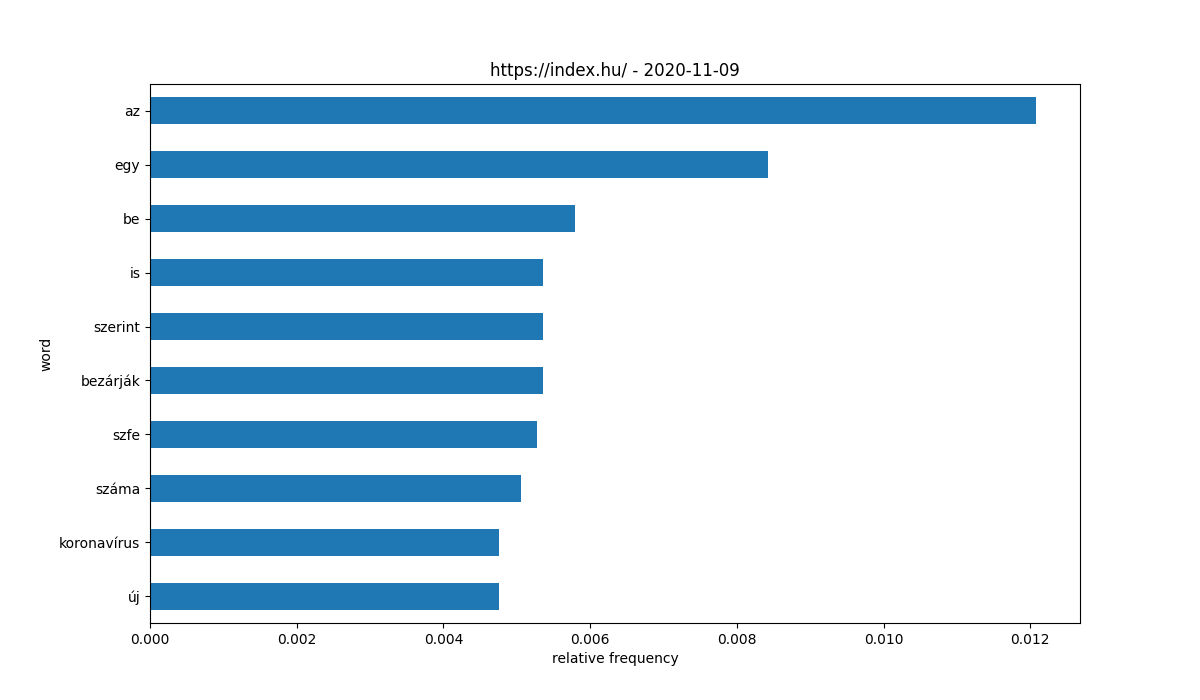 https://index.hu/ - 2020-11-09
az
egy
be
is
szerint
bezárják
szfe
száma
koronavírus
új
word
0.000 0.002 0.004 0.006 0.008 0.010 0.012
relative frequency